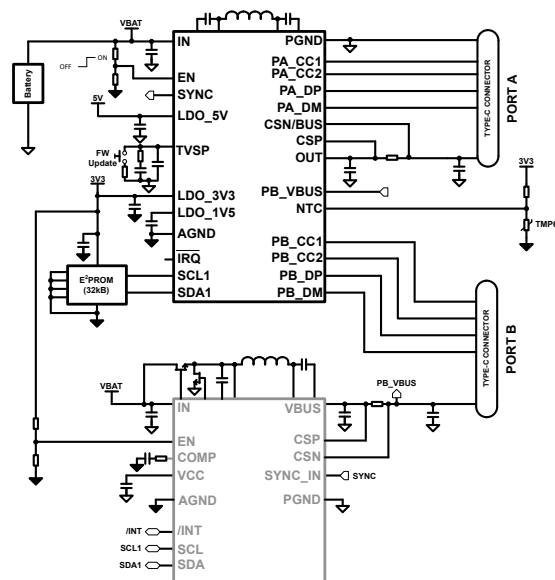 VBAT
IN
PGND
PA_CC1
PA_CC2
PA_DP
PA_DM
CSN/BUS
CSP
OUT
PB_VBUS
NTC
PB_CC1
PB_CC2
PB_DP
PB_DM
OFF
ON
EN
SYNC
5V
LDO_5V
TVSP
FW
Update
3V3
LDO_3V3
LDO_1V5
AGND
IRQ
SCL1
SDA1
E²PROM
(32kB)
Battery
TYPE-C CONNECTOR
PORT A
3V3
TYPE-C CONNECTOR
PORT B
VBAT
IN
VBUS
PB_VBUS
EN
CSP
COMP
CSN
VCC
SYNC_IN
SYNC
AGND
PGND
/INT
/INT
SCL1
SCL
SDA1
SDA